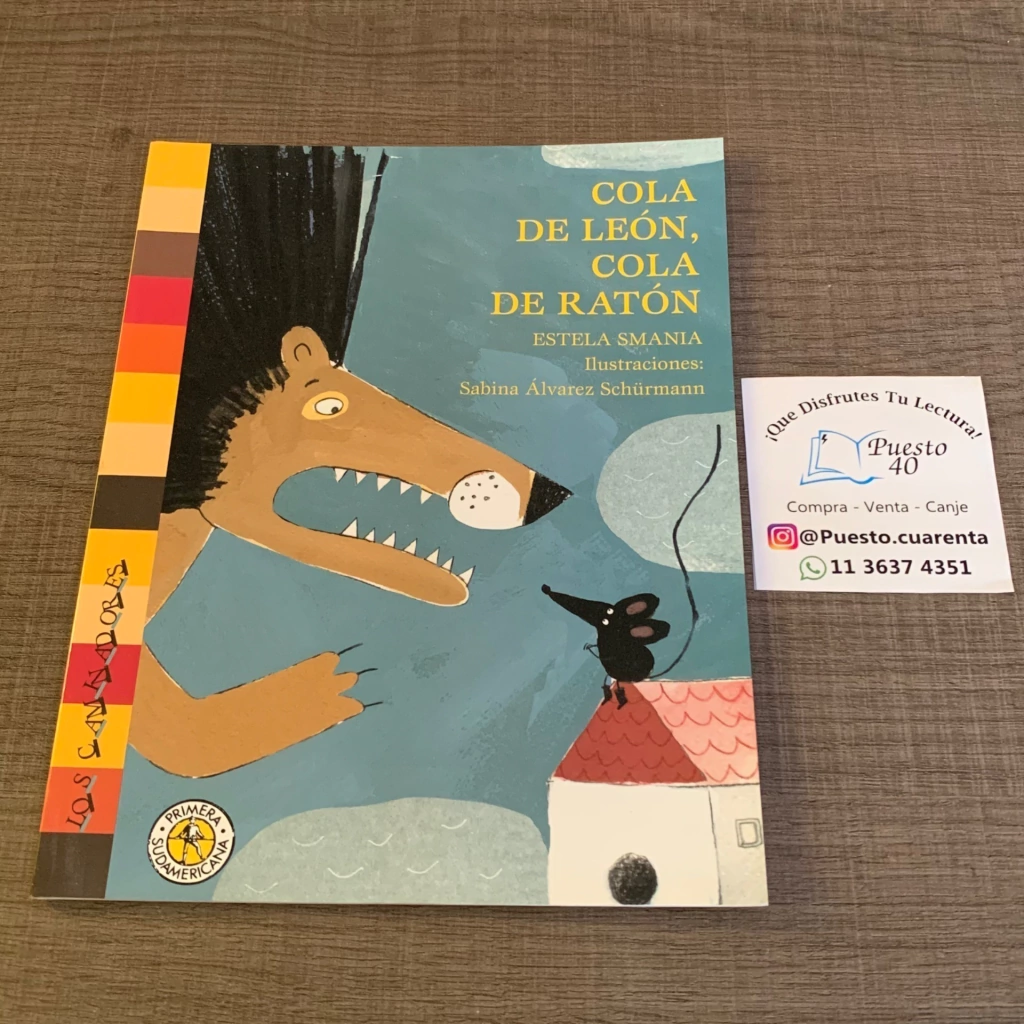 COLA
DE LEÓN,
COLA
DE RATÓN
ESTELA SMANIA
Ilustraciones:
Sabina Álvarez Schürmann
LOS CAMINADORES
PRIMERA
SUDAMERICANA
¡Que Disfrutes Tu Lectura!
Puesto
40
Compra - Venta - Canje
@Puesto.cuarenta
11 3637 4351